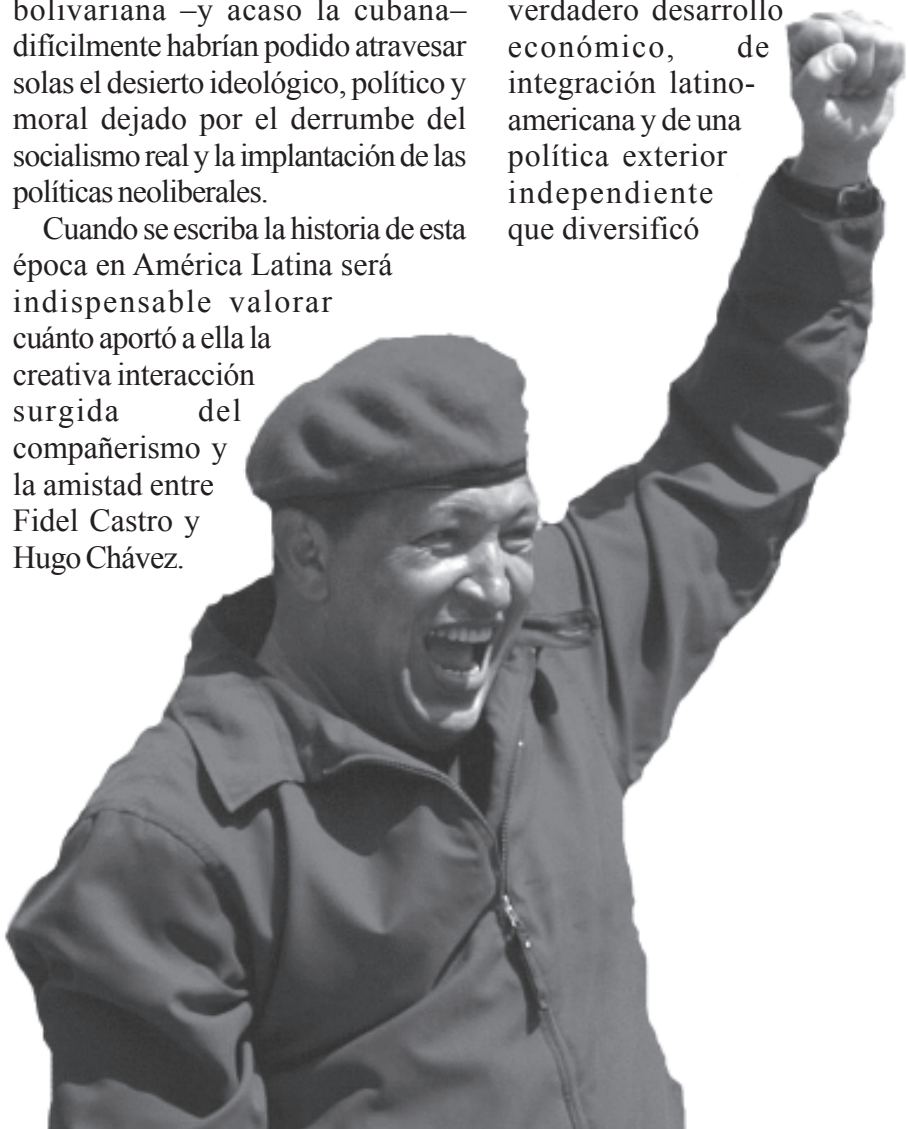 bolivariana –y acaso la cubana–
difícilmente habrían podido atravesar
solas el desierto ideológico, político y
moral dejado por el derrumbe del
socialismo real y la implantación de las
políticas neoliberales.
Cuando se escriba la historia de esta
época en América Latina será
indispensable valorar
cuánto aportó a ella la
creativa interacción
surgida del
compañerismo y
la amistad entre
Fidel Castro y
Hugo Chávez.
verdadero desarrollo
económico, de
integración latino-
americana y de una
política exterior
independiente
que diversificó